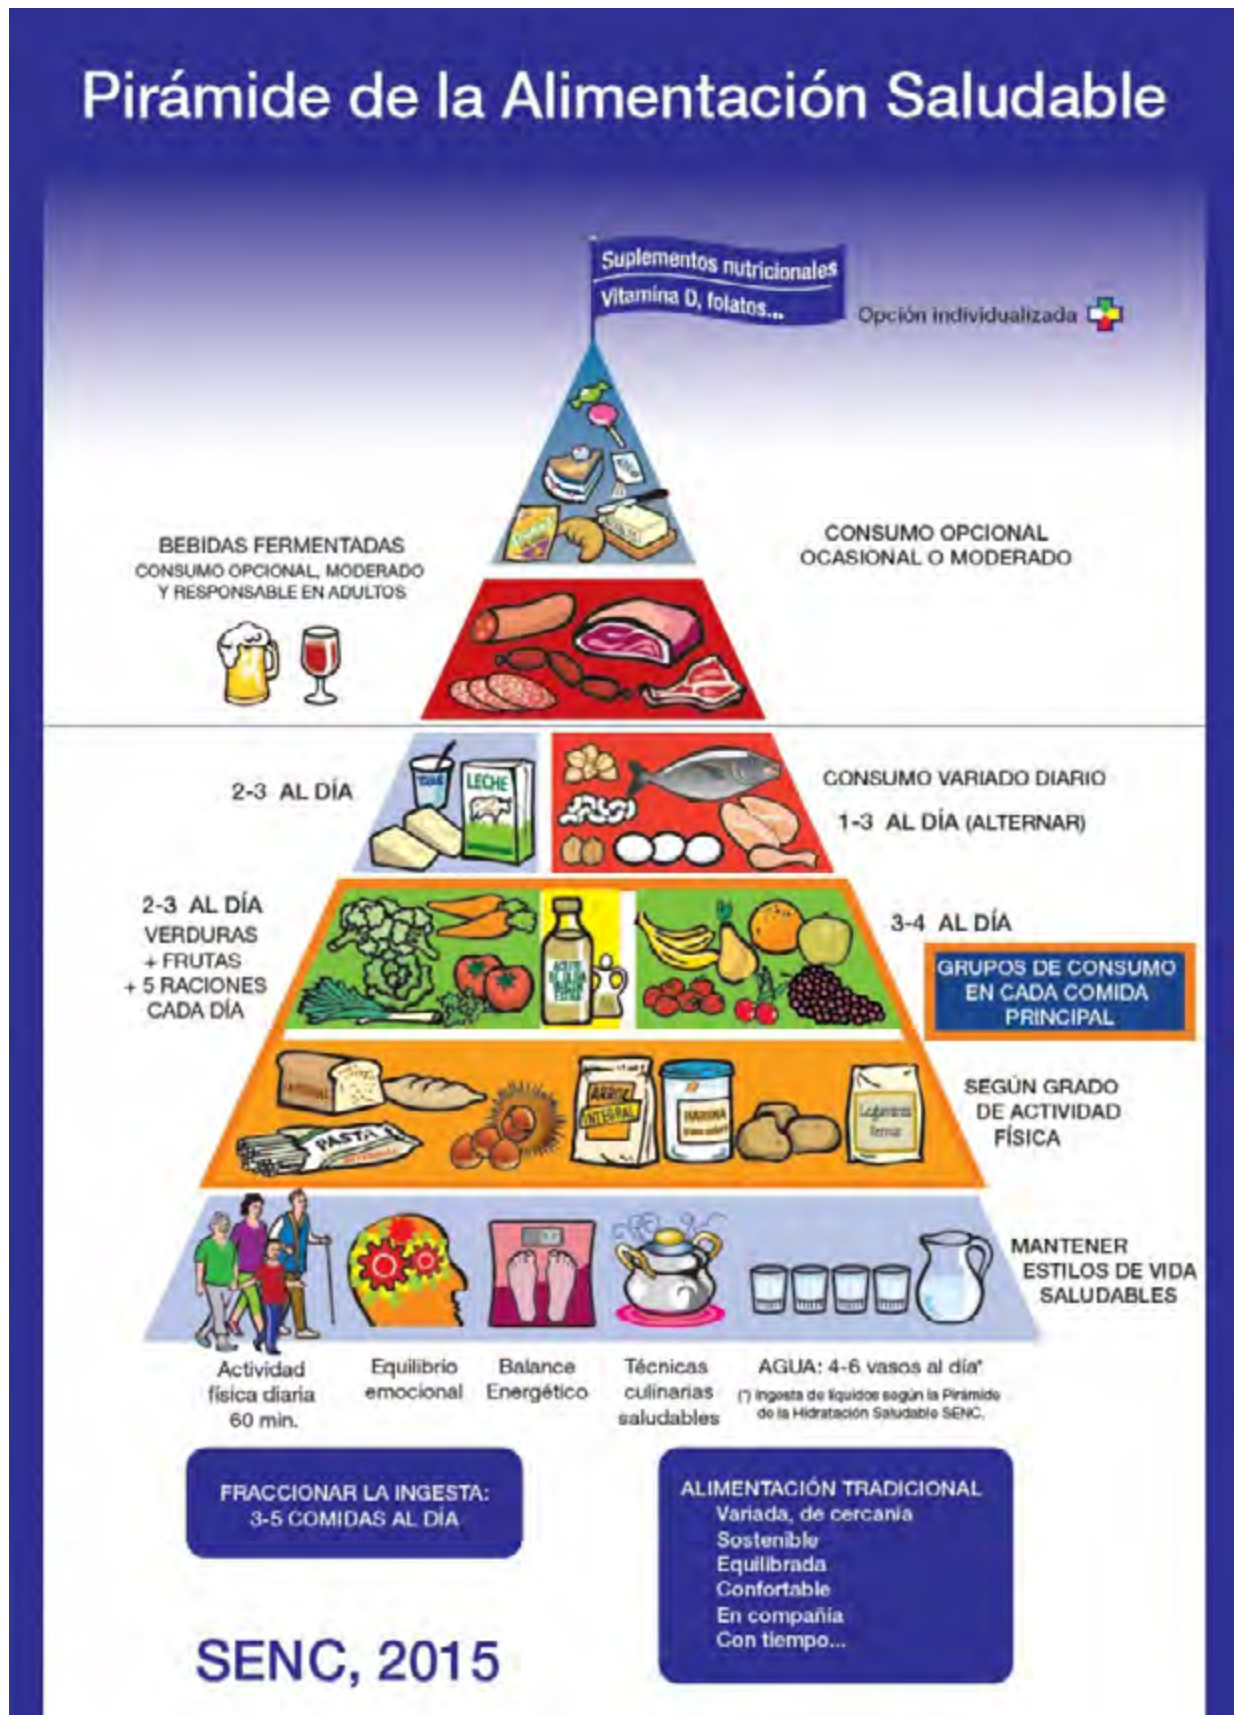 Pirámide de la Alimentación Saludable
Suplementos nutricionales
Vitamina D, folatos...
Opción individualizada
BEBIDAS FERMENTADAS
CONSUMO OPCIONAL, MODERADO
Y RESPONSABLE EN ADULTOS
CONSUMO OPCIONAL
OCASIONAL O MODERADO
2-3 AL DÍA
LECHE
CONSUMO VARIADO DIARIO
1-3 AL DÍA (ALTERNAR)
2-3 AL DÍA
VERDURAS
+ FRUTAS
+ 5 RACIONES
CADA DÍA
ACEITE
DE OLIVA
VIRGEN
EXTRA
3-4 AL DÍA
GRUPOS DE CONSUMO
EN CADA COMIDA
PRINCIPAL
INTEGRAL
PASTA
ARROZ
INTEGRAL
HARINA
SEGÚN GRADO
DE ACTIVIDAD
FÍSICA
MANTENER
ESTILOS DE VIDA
SALUDABLES
Actividad
física diaria
60 min.
Equilibrio
emocional
Balance
Energético
Técnicas
culinarias
saludables
AGUA: 4-6 vasos al día*
(*) Ingesta de líquidos según la Pirámide
de la Hidratación Saludable SENC.
FRACCIONAR LA INGESTA:
3-5 COMIDAS AL DÍA
ALIMENTACIÓN TRADICIONAL
Variada, de cercanía
Sostenible
Equilibrada
Confortable
En compañía
Con tiempo...
SENC, 2015